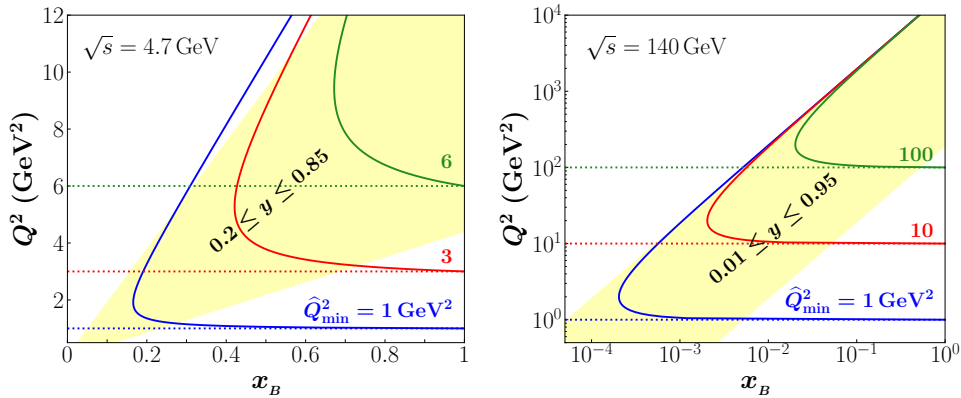 √s = 4.7 GeV
Q² (GeV²)
12
10
8
6
4
2
6
3
0.2 ≤ y ≤ 0.85
Q̂²min = 1 GeV²
0 0.2 0.4 0.6 0.8 1
x_B
√s = 140 GeV
Q² (GeV²)
10⁴
10³
10²
10¹
10⁰
100
10
0.01 ≤ y ≤ 0.95
Q̂²min = 1 GeV²
10⁻⁴ 10⁻³ 10⁻² 10⁻¹ 10⁰
x_B